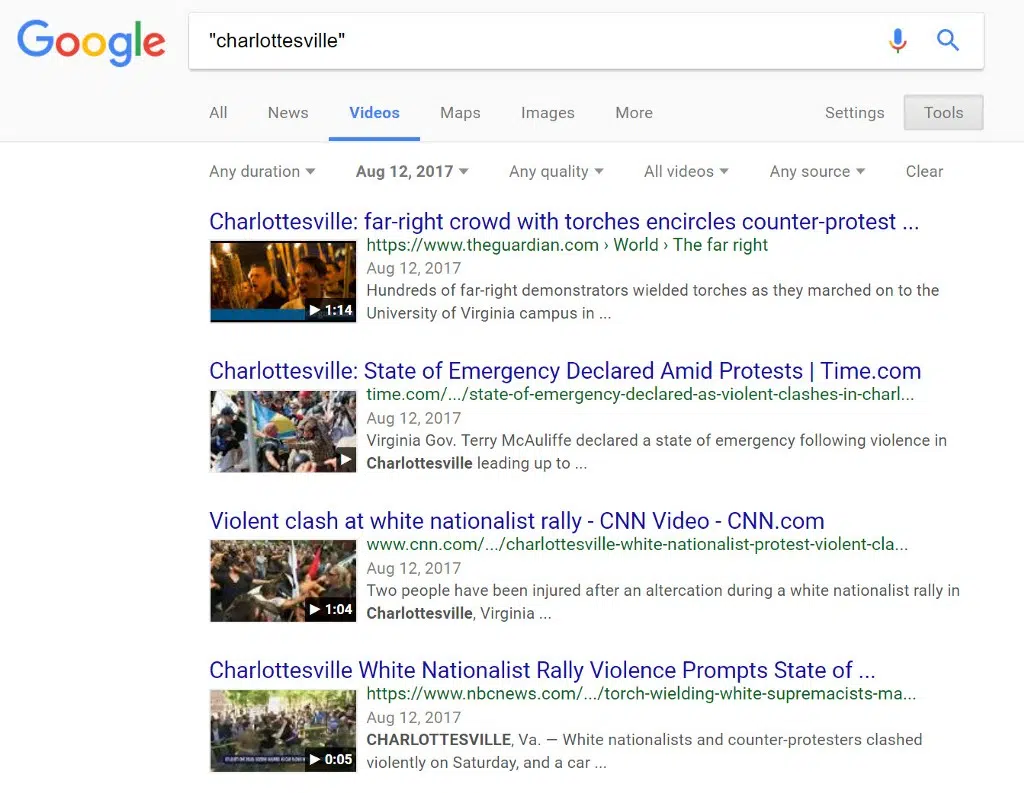 Google
"charlottesville"
All News Videos Maps Images More Settings Tools
Any duration Aug 12, 2017 Any quality All videos Any source Clear
Charlottesville: far-right crowd with torches encircles counter-protest ...
https://www.theguardian.com › World › The far right
Aug 12, 2017
Hundreds of far-right demonstrators wielded torches as they marched on to the
University of Virginia campus in ...
1:14
Charlottesville: State of Emergency Declared Amid Protests | Time.com
time.com/.../state-of-emergency-declared-as-violent-clashes-in-charl...
Aug 12, 2017
Virginia Gov. Terry McAuliffe declared a state of emergency following violence in
Charlottesville leading up to ...
Violent clash at white nationalist rally - CNN Video - CNN.com
www.cnn.com/.../charlottesville-white-nationalist-protest-violent-cla...
Aug 12, 2017
Two people have been injured after an altercation during a white nationalist rally in
Charlottesville, Virginia ...
1:04
Charlottesville White Nationalist Rally Violence Prompts State of ...
https://www.nbcnews.com/.../torch-wielding-white-supremacists-ma...
Aug 12, 2017
CHARLOTTESVILLE, Va. — White nationalists and counter-protesters clashed
violently on Saturday, and a car ...
0:05